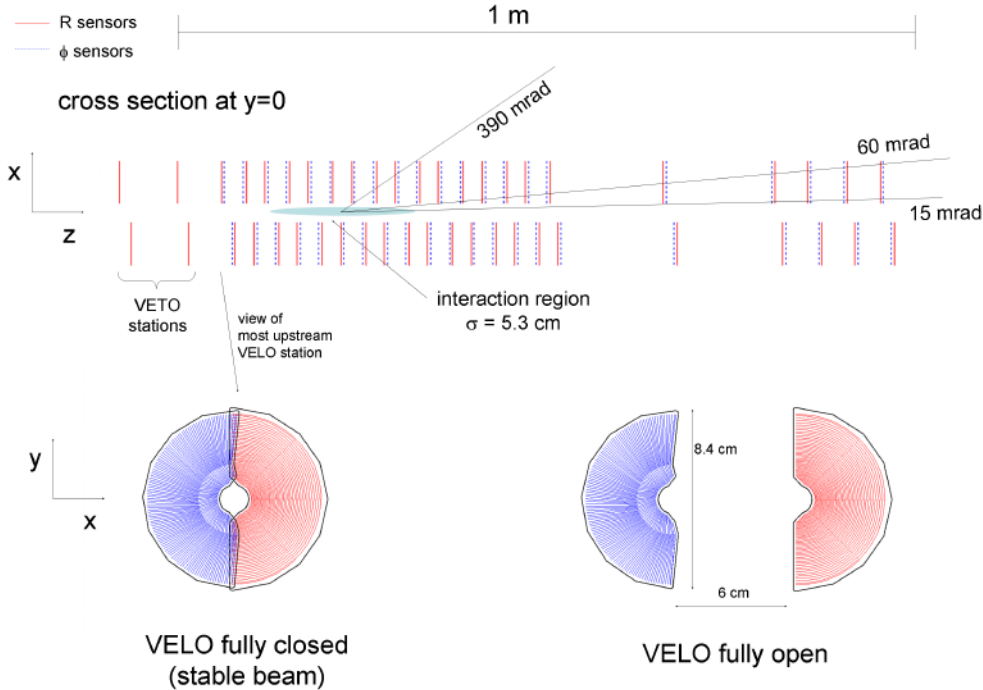 R sensors
ϕ sensors
1 m
cross section at y=0
390 mrad
60 mrad
15 mrad
x
z
VETO
stations
interaction region
σ = 5.3 cm
view of
most upstream
VELO station
y
x
8.4 cm
6 cm
VELO fully closed
(stable beam)
VELO fully open